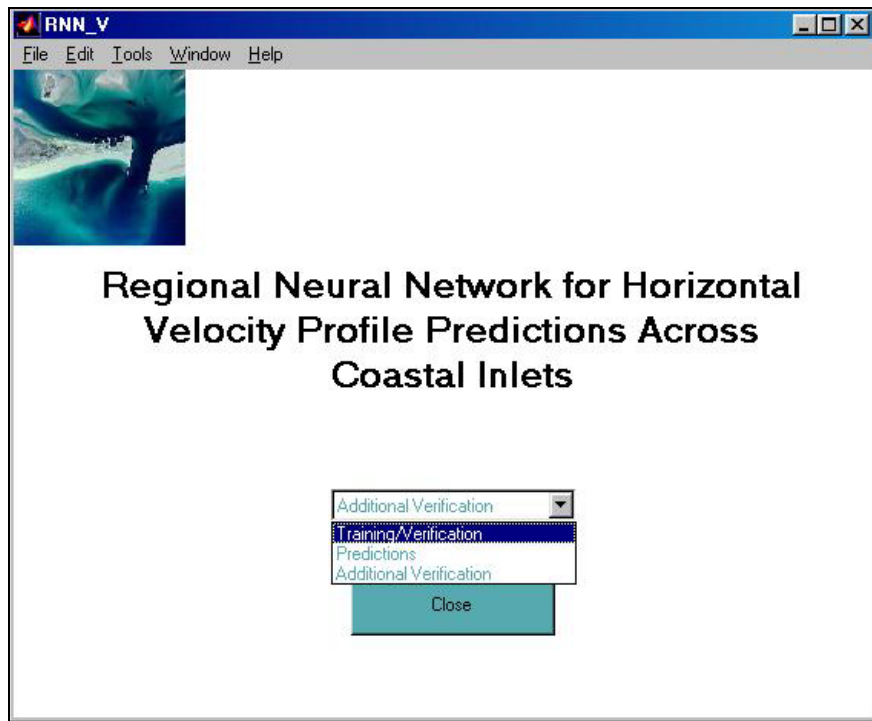 RNN_V
File Edit Tools Window Help
Regional Neural Network for Horizontal
Velocity Profile Predictions Across
Coastal Inlets
Additional Verification
Training/Verification
Predictions
Additional Verification
Close